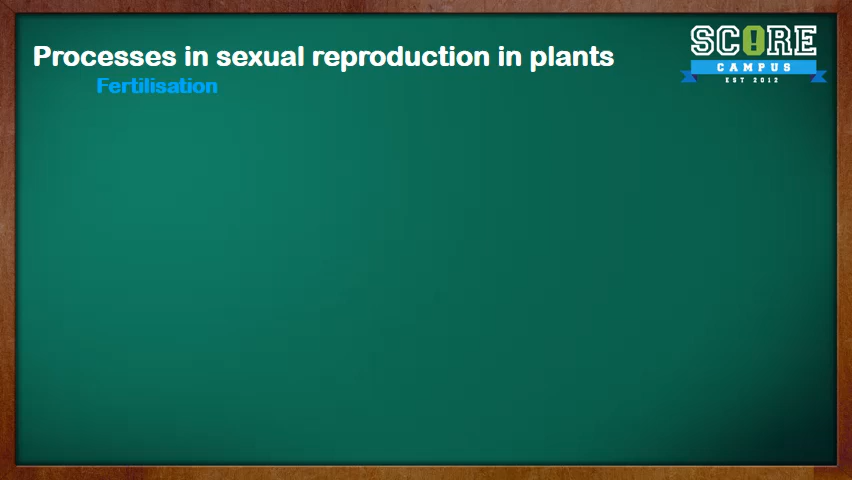 Processes in sexual reproduction in plants
Fertilisation
SCORE
CAMPUS
EST 2012